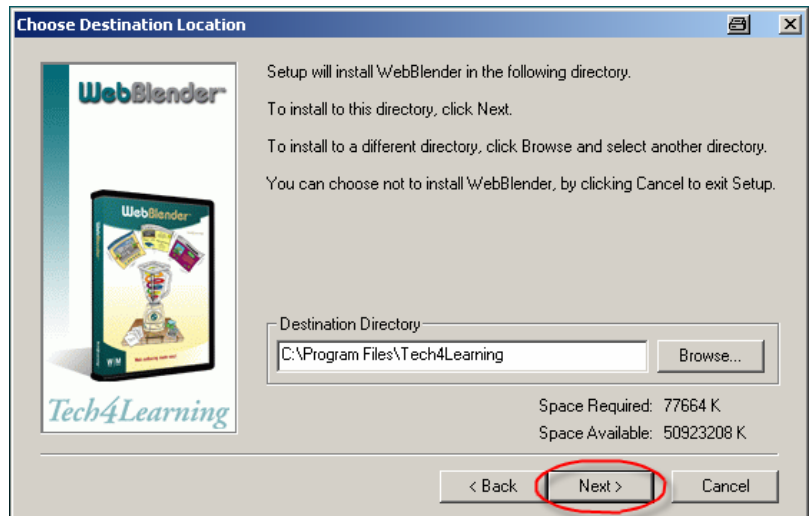 Choose Destination Location
WebBlender™
Setup will install WebBlender in the following directory.
To install to this directory, click Next.
To install to a different directory, click Browse and select another directory.
You can choose not to install WebBlender, by clicking Cancel to exit Setup.
WebBlender
WIM
Tech4Learning
Destination Directory
C:\Program Files\Tech4Learning
Browse...
Space Required: 77664 K
Space Available: 50923208 K
< Back
Next >
Cancel